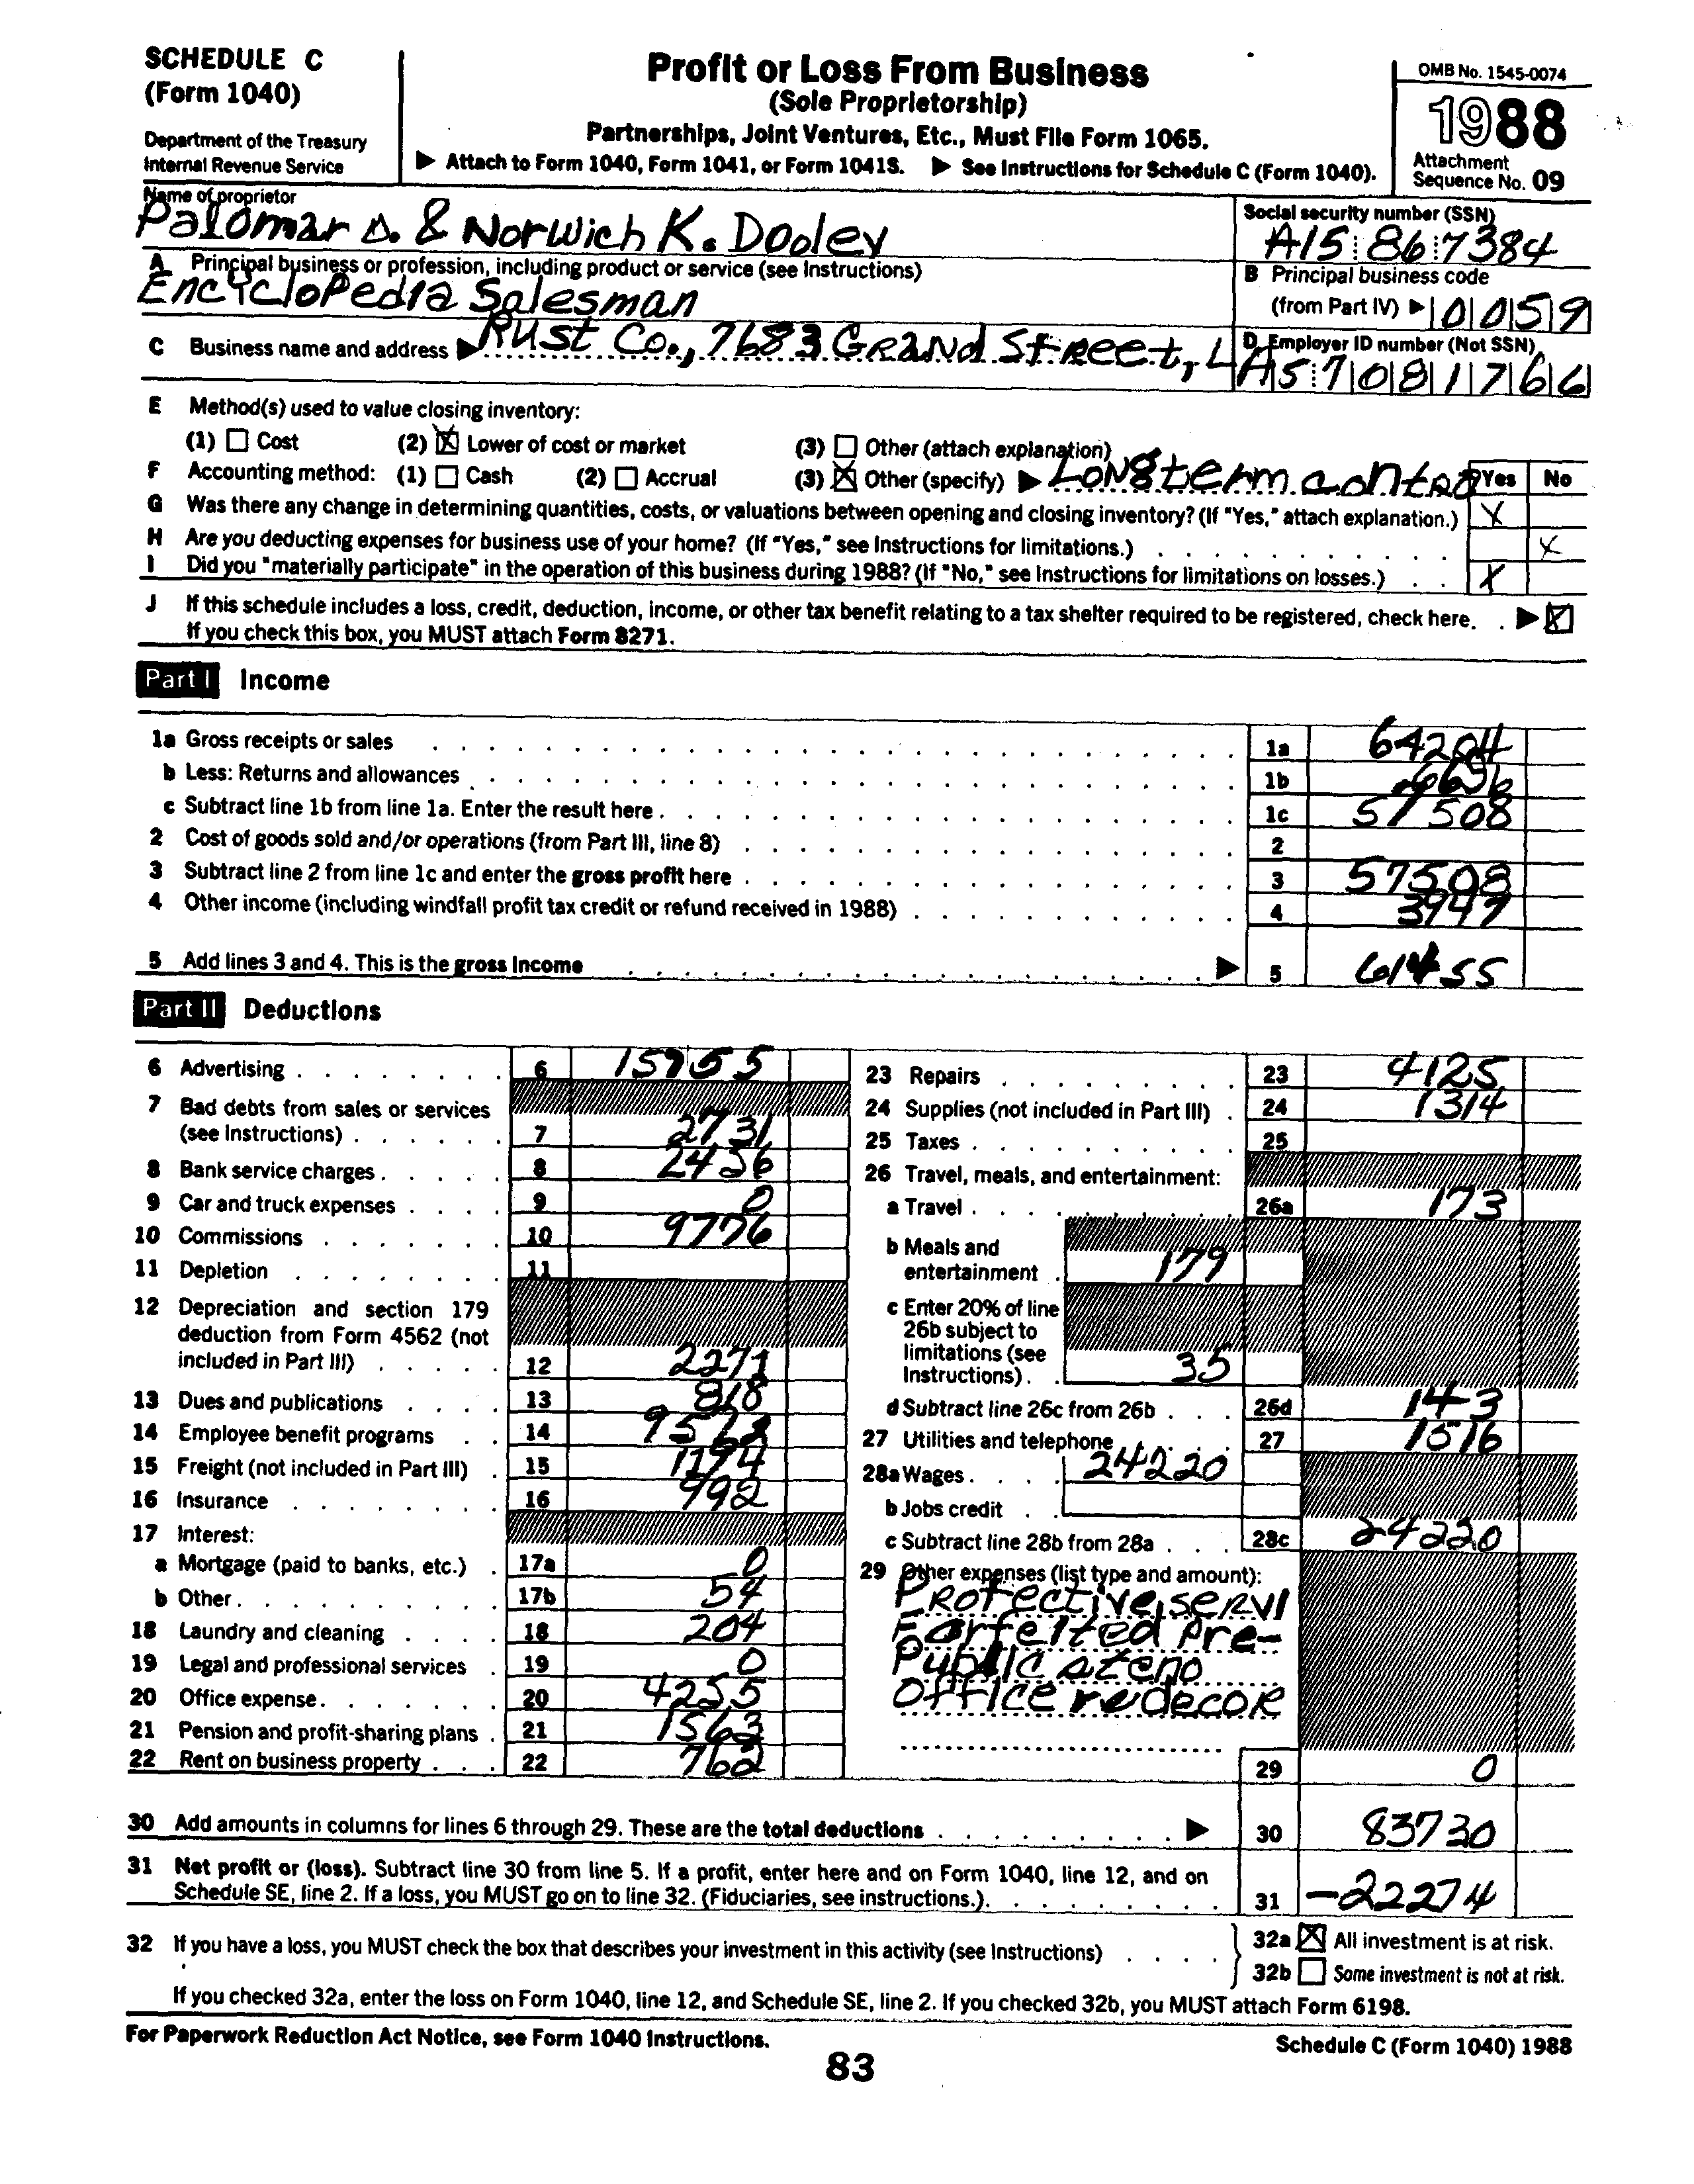 SCHEDULE C
(Form 1040)
Department of the Treasury
Internal Revenue Service
Profit or Loss From Business
(Sole Proprietorship)
Partnerships, Joint Ventures, Etc., Must File Form 1065.
▶ Attach to Form 1040, Form 1041, or Form 1041S. ▶ See Instructions for Schedule C (Form 1040).
OMB No. 1545-0074
1988
Attachment
Sequence No. 09
Name of proprietor
Palomar A. & Norwich K. Dooley
Social security number (SSN)
A15 86 7384
A Principal business or profession, including product or service (see Instructions)
Encyclopedia Salesman
B Principal business code
(from Part IV) ▶ 0059
C Business name and address ▶ Rust Co., 7683 Grand Street, L
D Employer ID number (Not SSN)
A57081766
E Method(s) used to value closing inventory:
(1) Cost (2) X Lower of cost or market (3) Other (attach explanation)
F Accounting method: (1) Cash (2) Accrual (3) X Other (specify) ▶ Long term contra
Yes No
G Was there any change in determining quantities, costs, or valuations between opening and closing inventory? (If "Yes," attach explanation.) X
H Are you deducting expenses for business use of your home? (If "Yes," see Instructions for limitations.) X
I Did you "materially participate" in the operation of this business during 1988? (If "No," see Instructions for limitations on losses.) X
J If this schedule includes a loss, credit, deduction, income, or other tax benefit relating to a tax shelter required to be registered, check here. ▶ X
If you check this box, you MUST attach Form 8271.
Part I Income
1a Gross receipts or sales 1a 64204
b Less: Returns and allowances 1b 6696
c Subtract line 1b from line 1a. Enter the result here 1c 57508
2 Cost of goods sold and/or operations (from Part III, line 8) 2
3 Subtract line 2 from line 1c and enter the gross profit here 3 57508
4 Other income (including windfall profit tax credit or refund received in 1988) 4 3947
5 Add lines 3 and 4. This is the gross income ▶ 5 61455
Part II Deductions
6 Advertising 6 15955
7 Bad debts from sales or services
(see Instructions) 7 2731
8 Bank service charges 8 2436
9 Car and truck expenses 9 0
10 Commissions 10 9776
11 Depletion 11
12 Depreciation and section 179
deduction from Form 4562 (not
included in Part III) 12 2271
13 Dues and publications 13 818
14 Employee benefit programs 14
15 Freight (not included in Part III) 15 1194
16 Insurance 16 992
17 Interest:
a Mortgage (paid to banks, etc.) 17a 0
b Other 17b 54
18 Laundry and cleaning 18 204
19 Legal and professional services 19 0
20 Office expense 20 4255
21 Pension and profit-sharing plans 21 1563
22 Rent on business property 22 762
23 Repairs 23 4125
24 Supplies (not included in Part III) 24 1314
25 Taxes 25
26 Travel, meals, and entertainment:
a Travel 26a 173
b Meals and
entertainment 179
c Enter 20% of line
26b subject to
limitations (see
Instructions) 35
d Subtract line 26c from 26b 26d 143
27 Utilities and telephone 27 1516
28a Wages 24220
b Jobs credit
c Subtract line 28b from 28a 28c 24220
29 Other expenses (list type and amount):
Protective servi
Forfeited Pre-
Public steno
Office redecor
29 0
30 Add amounts in columns for lines 6 through 29. These are the total deductions ▶ 30 83730
31 Net profit or (loss). Subtract line 30 from line 5. If a profit, enter here and on Form 1040, line 12, and on
Schedule SE, line 2. If a loss, you MUST go on to line 32. (Fiduciaries, see instructions.) 31 -22274
32 If you have a loss, you MUST check the box that describes your investment in this activity (see Instructions)
32a X All investment is at risk.
32b Some investment is not at risk.
If you checked 32a, enter the loss on Form 1040, line 12, and Schedule SE, line 2. If you checked 32b, you MUST attach Form 6198.
For Paperwork Reduction Act Notice, see Form 1040 Instructions.
Schedule C (Form 1040) 1988
83